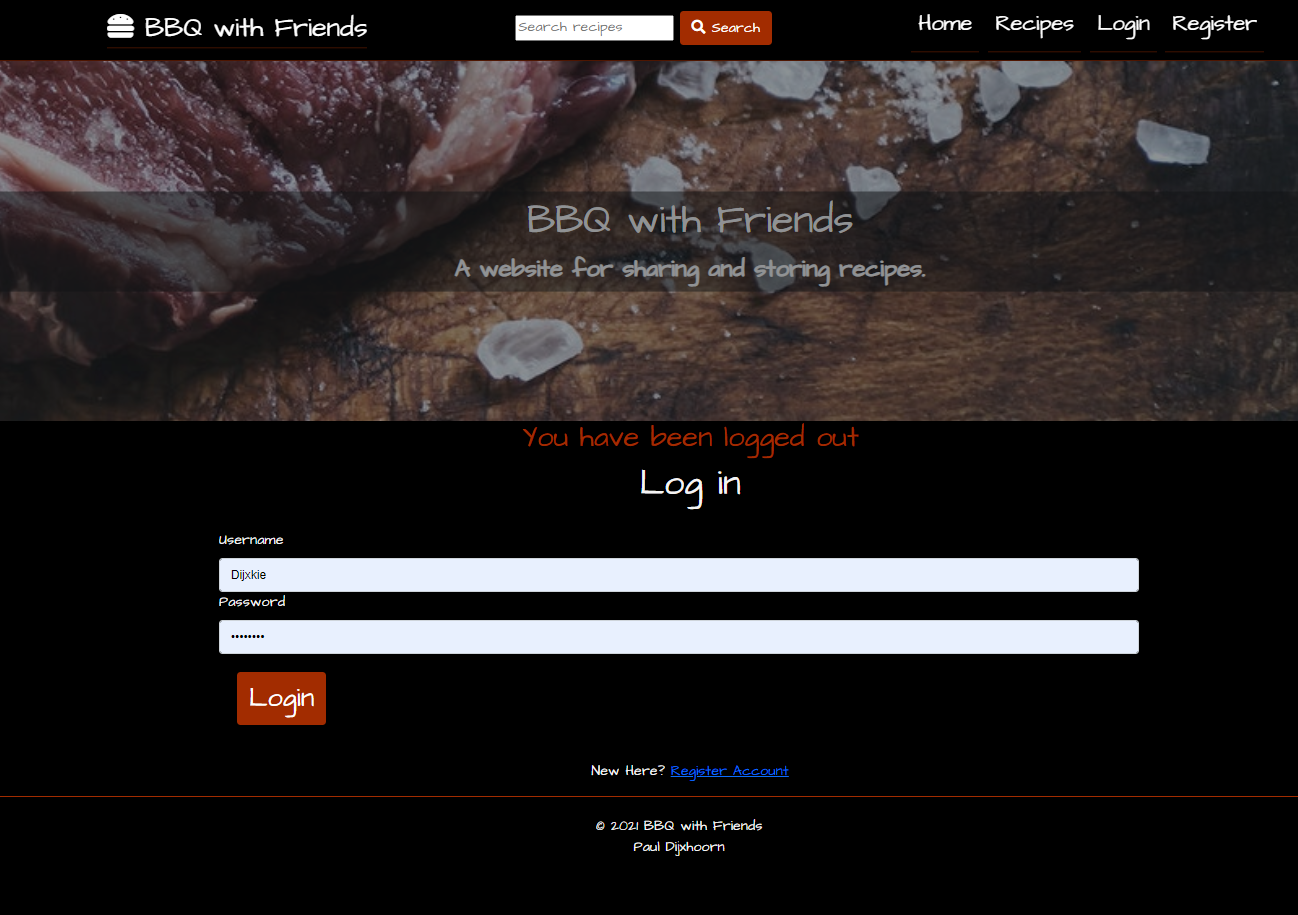 BBQ with Friends
Search recipes
Search
Home Recipes Login Register
BBQ with Friends
A website for sharing and storing recipes.
You have been logged out
Log in
Username
Dijxkie
Password
••••••••
Login
New Here? Register Account
© 2021 BBQ with Friends
Paul Dijxhoorn